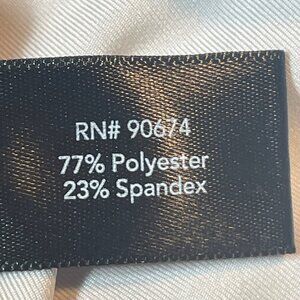 RN# 90674
77% Polyester
23% Spandex